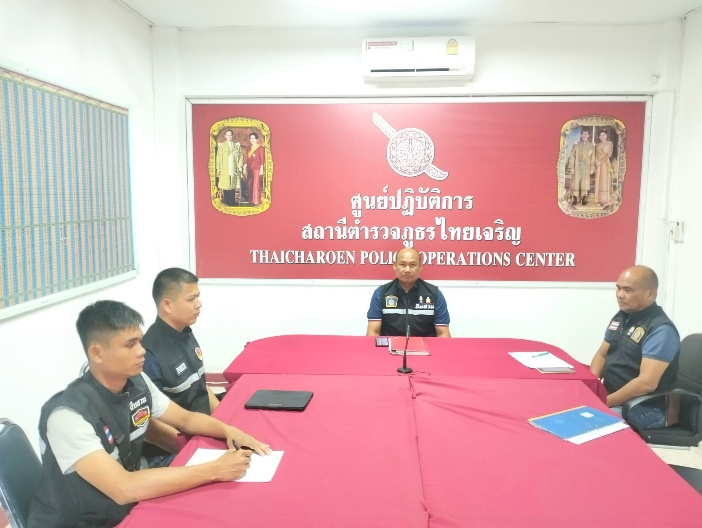 ศูนย์ปฏิบัติการ
สถานีตำรวจภูธรไทยเจริญ
THAICHAROEN POLICE OPERATIONS CENTER